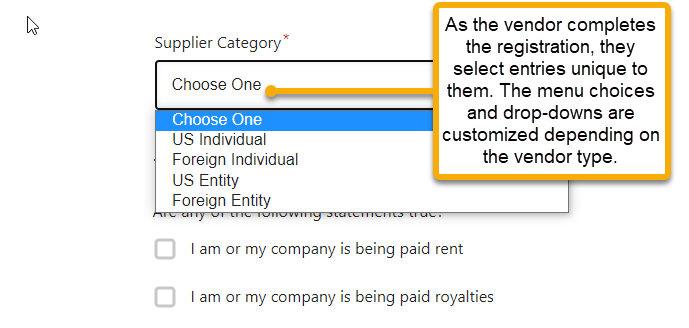 Supplier Category*
Choose One
Choose One
US Individual
Foreign Individual
US Entity
Foreign Entity
Are any of the following statements true?
I am or my company is being paid rent
I am or my company is being paid royalties
As the vendor completes
the registration, they
select entries unique to
them. The menu choices
and drop-downs are
customized depending on
the vendor type.